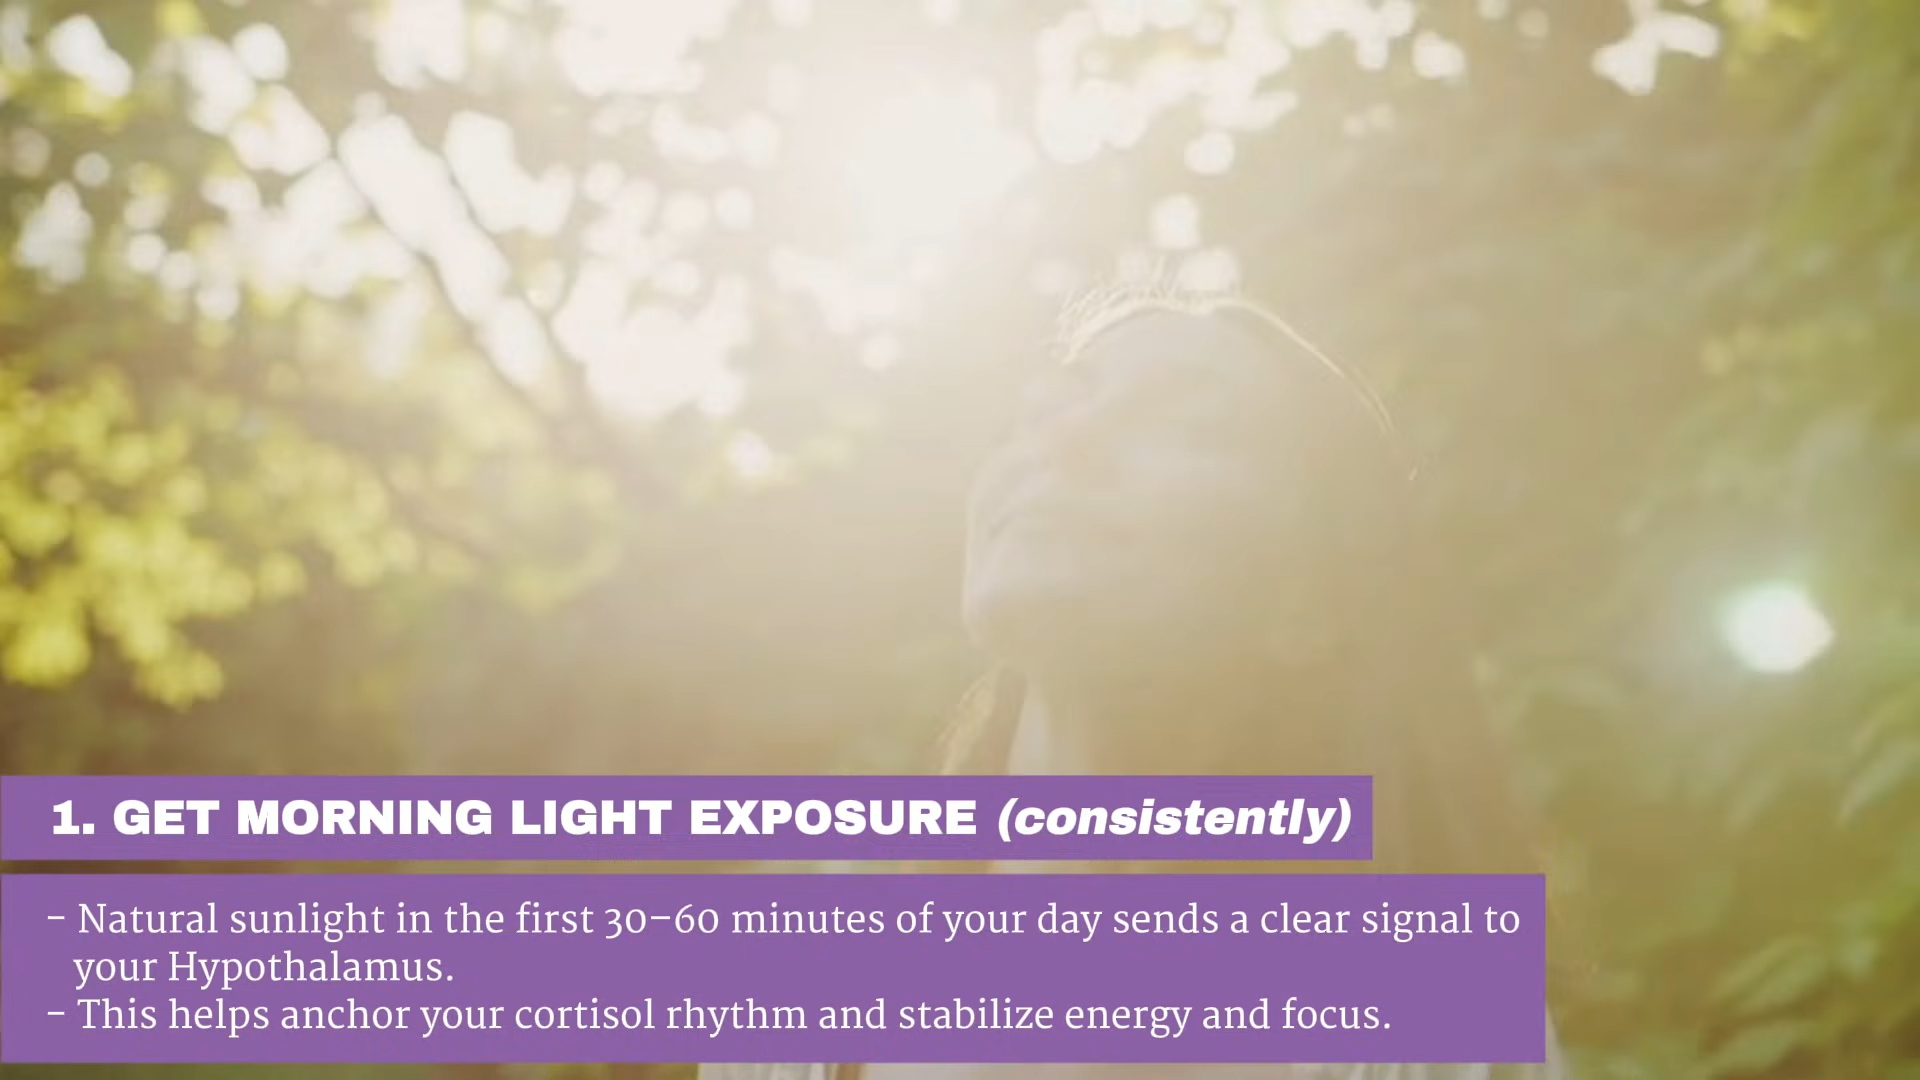 1. GET MORNING LIGHT EXPOSURE (consistently)
- Natural sunlight in the first 30–60 minutes of your day sends a clear signal to
your Hypothalamus.
- This helps anchor your cortisol rhythm and stabilize energy and focus.